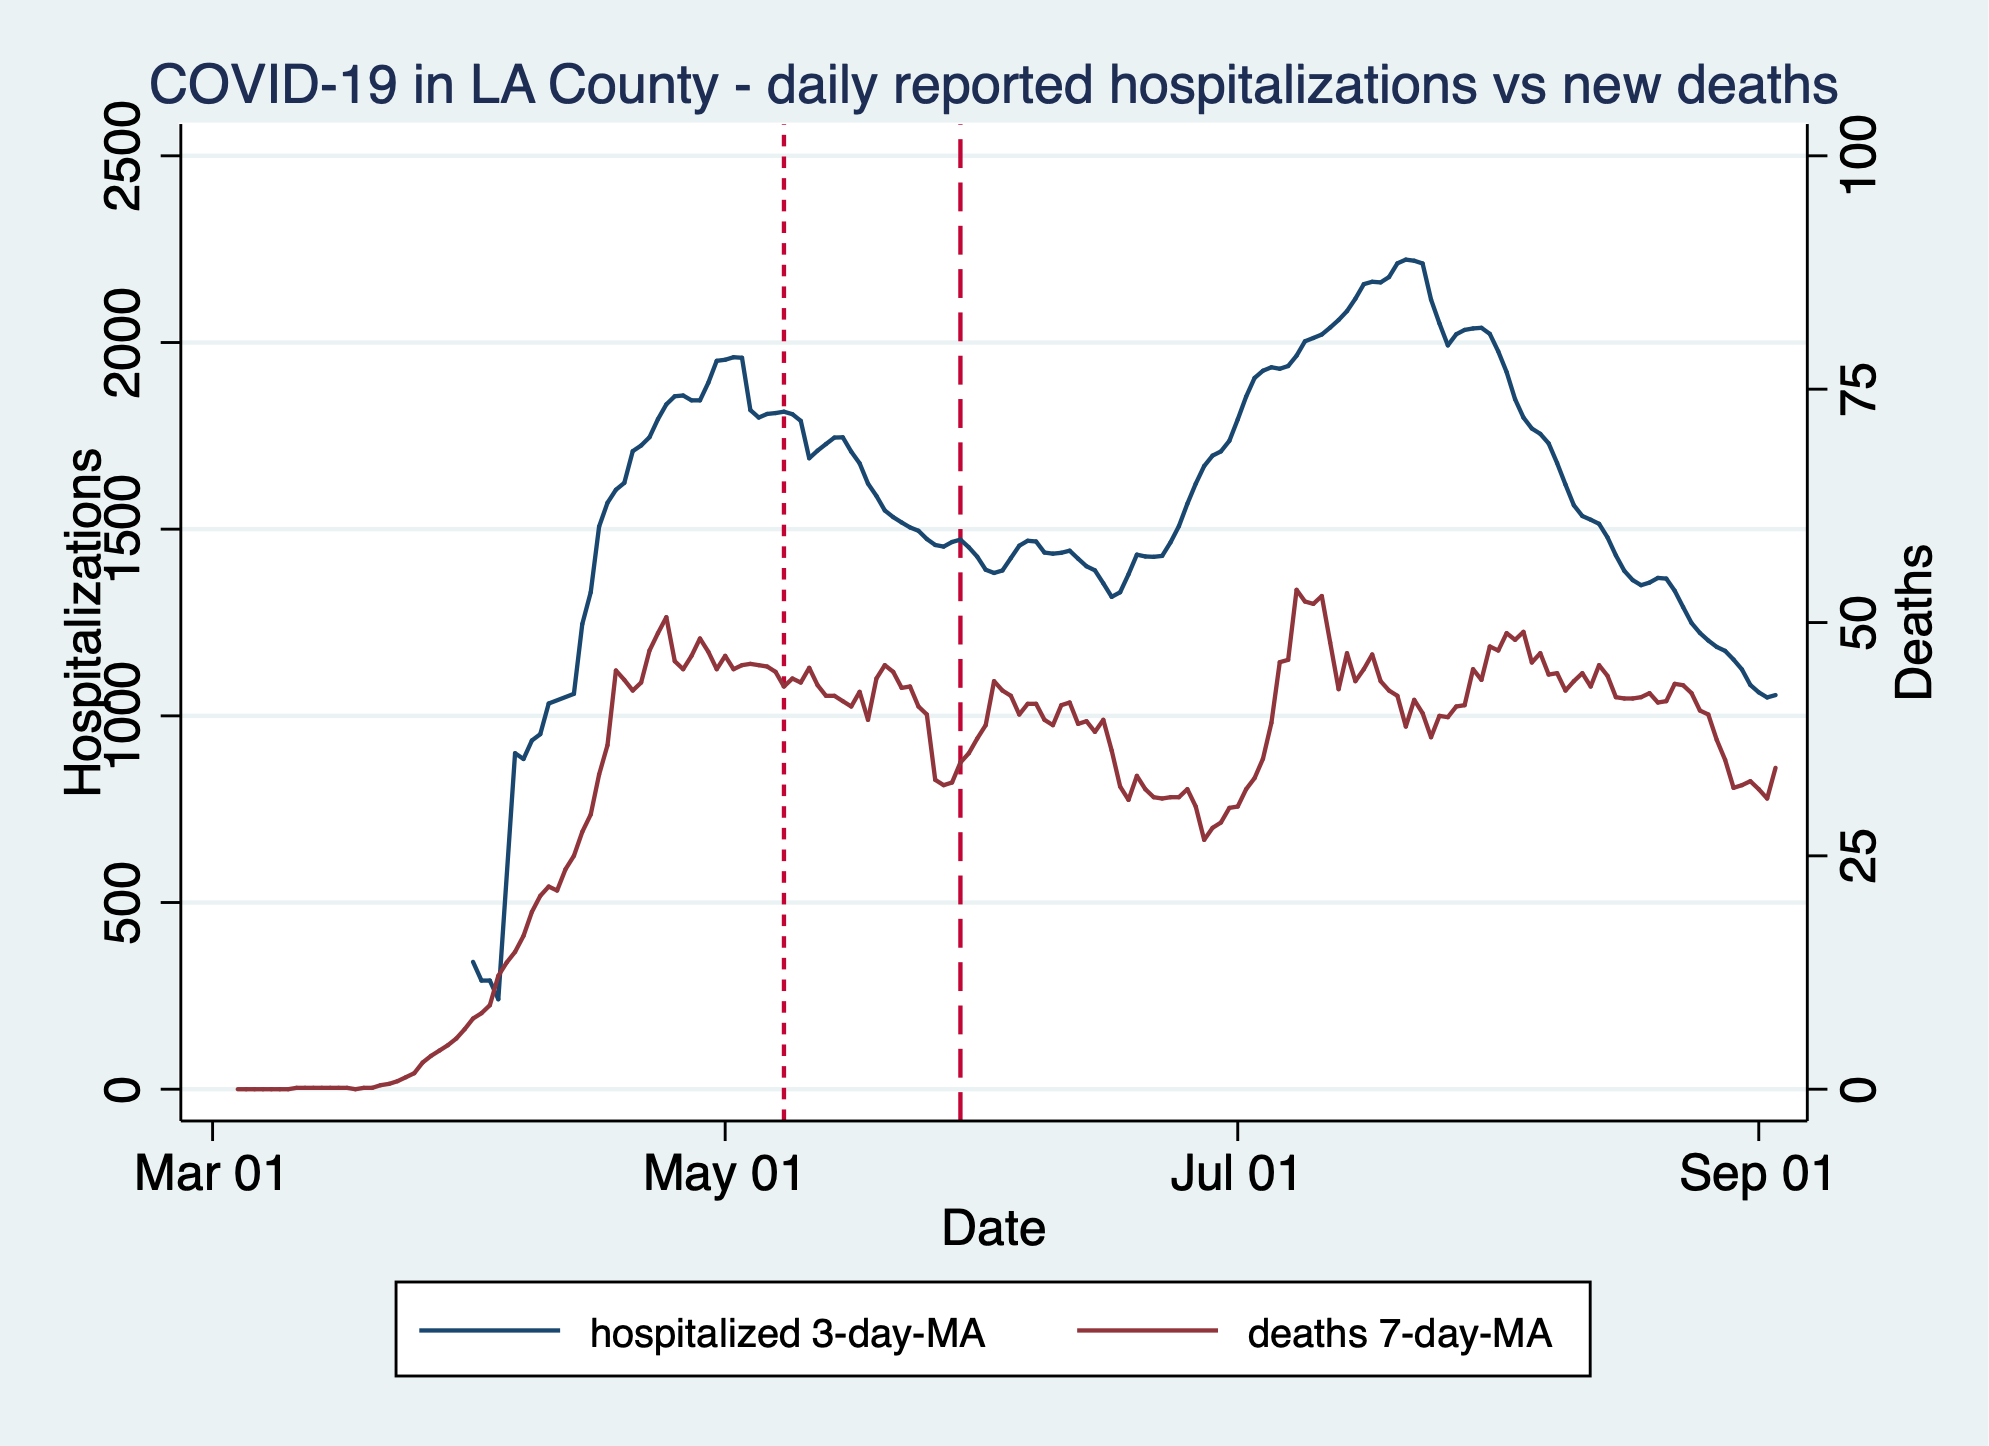 COVID-19 in LA County - daily reported hospitalizations vs new deaths
Hospitalizations
2500
2000
1500
1000
500
0
100
75
50
25
0
Deaths
Mar 01
May 01
Jul 01
Sep 01
Date
hospitalized 3-day-MA
deaths 7-day-MA